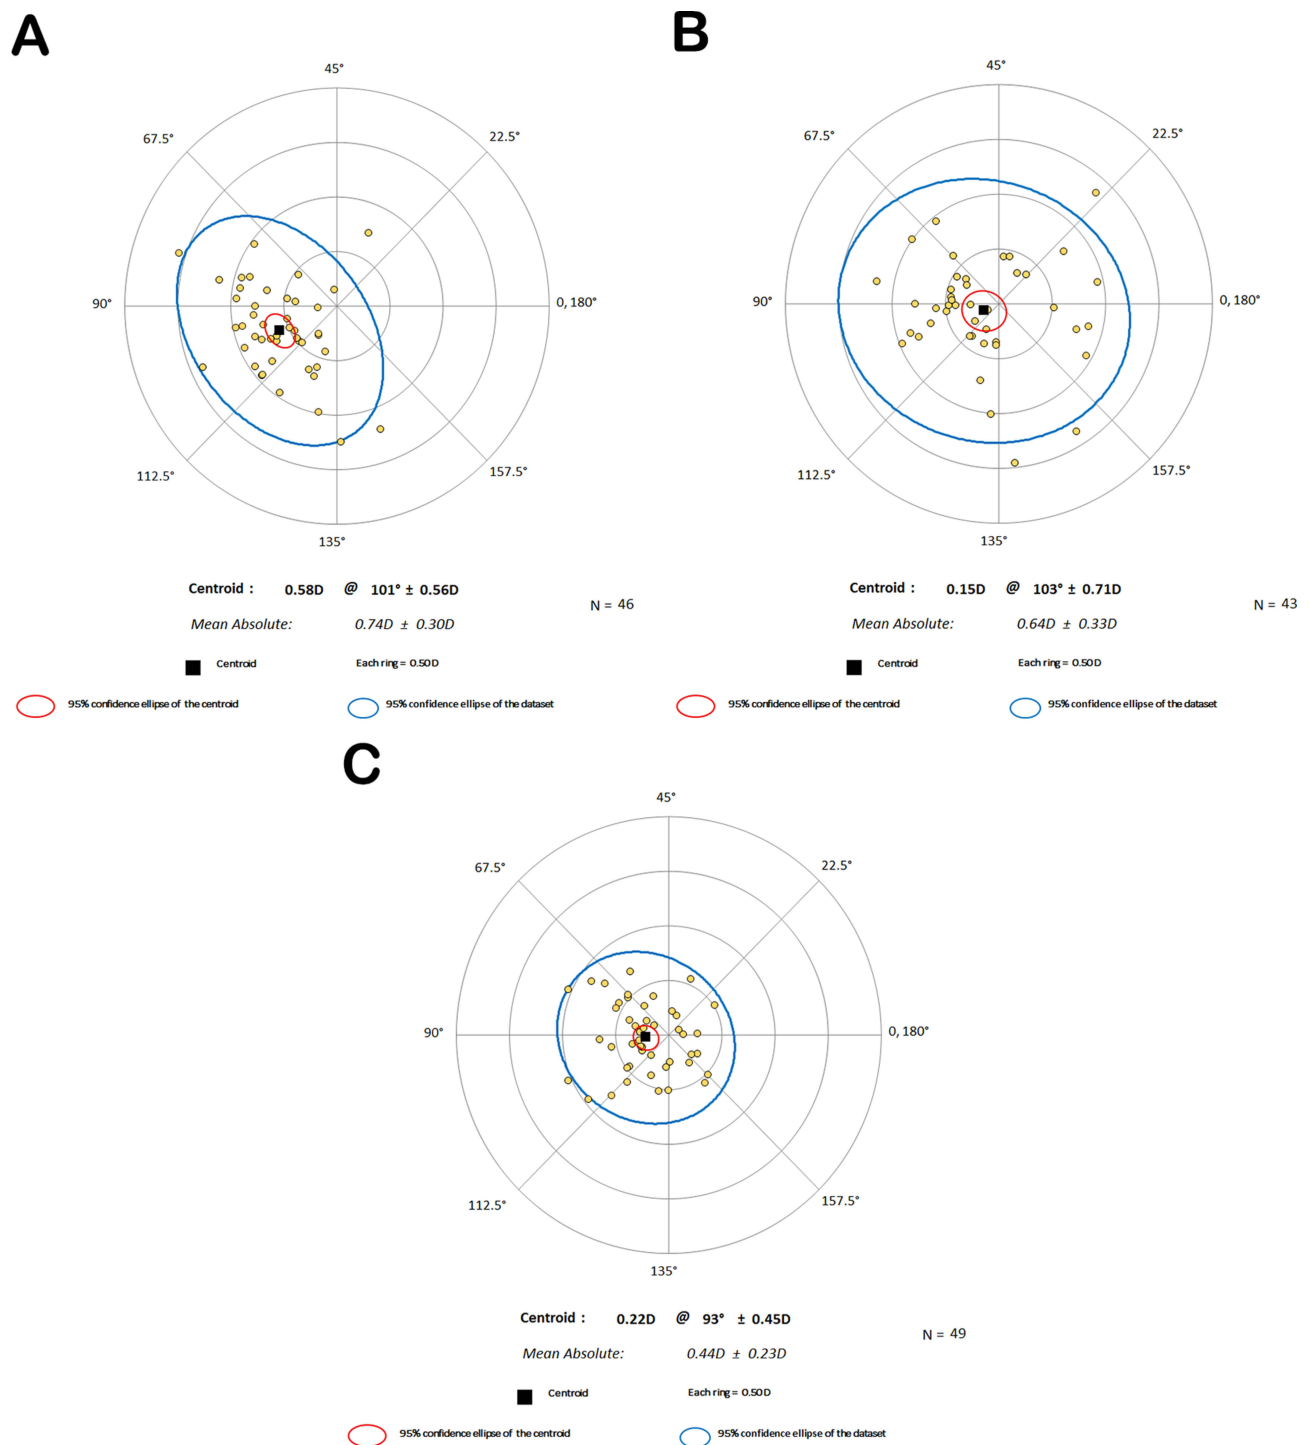 A
45°
67.5°
22.5°
90°
0, 180°
112.5°
157.5°
135°
Centroid : 0.58D @ 101° ± 0.56D
N = 46
Mean Absolute: 0.74D ± 0.30D
Centroid
Each ring = 0.50D
95% confidence ellipse of the centroid
95% confidence ellipse of the dataset
B
45°
67.5°
22.5°
90°
0, 180°
112.5°
157.5°
135°
Centroid : 0.15D @ 103° ± 0.71D
N = 43
Mean Absolute: 0.64D ± 0.33D
Centroid
Each ring = 0.50D
95% confidence ellipse of the centroid
95% confidence ellipse of the dataset
C
45°
67.5°
22.5°
90°
0, 180°
112.5°
157.5°
135°
Centroid : 0.22D @ 93° ± 0.45D
N = 49
Mean Absolute: 0.44D ± 0.23D
Centroid
Each ring = 0.50D
95% confidence ellipse of the centroid
95% confidence ellipse of the dataset